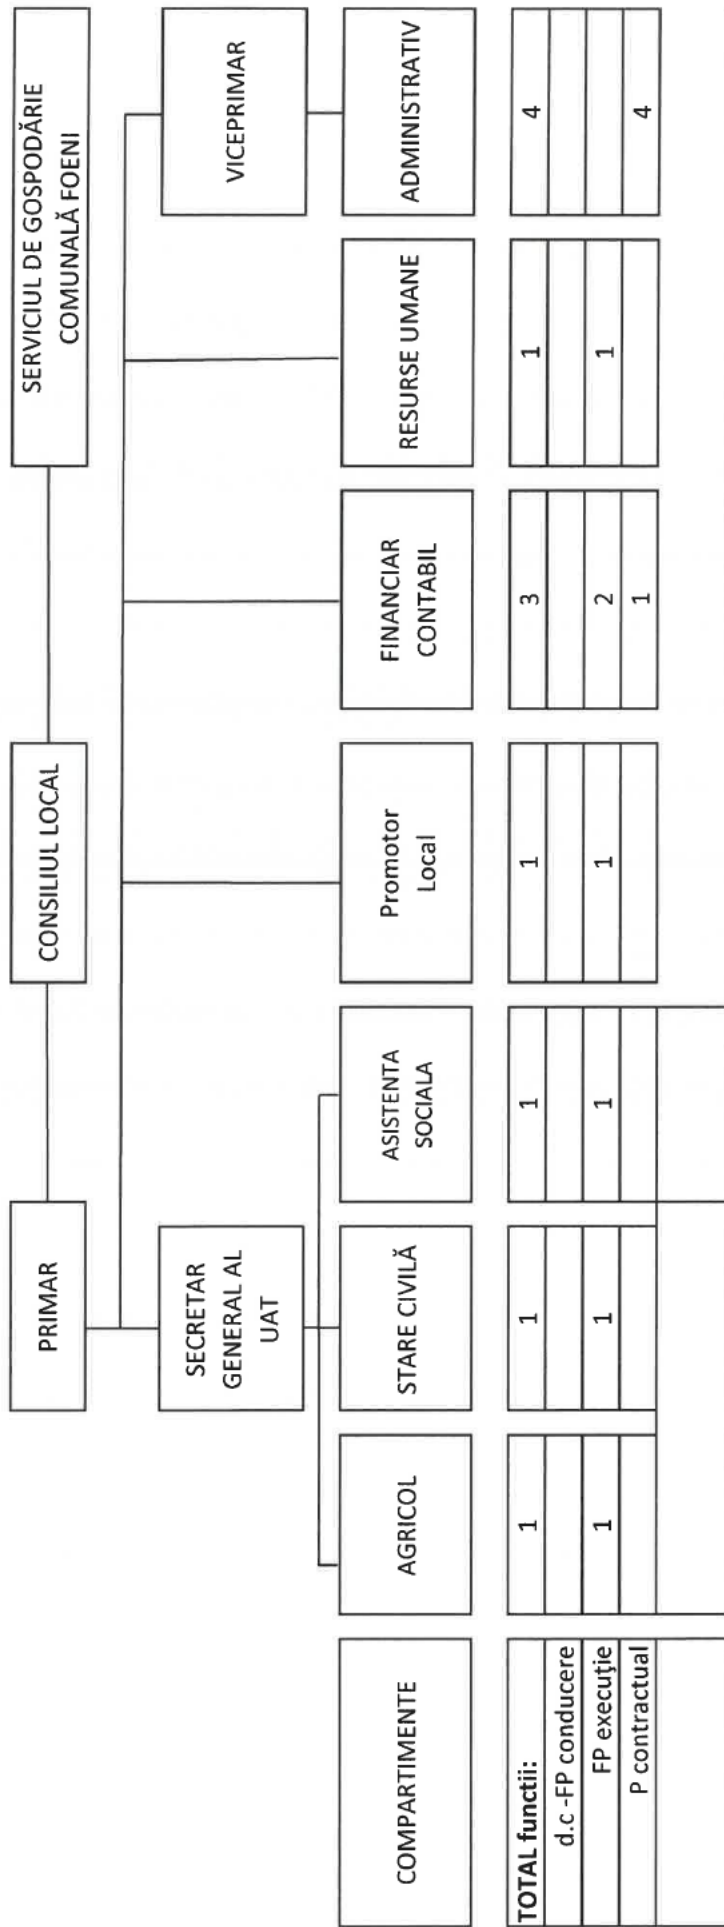 PRIMAR
CONSILIUL LOCAL
SERVICIUL DE GOSPODĂRIE
COMUNALĂ FOENI
SECRETAR
GENERAL AL
UAT
VICEPRIMAR
COMPARTIMENTE
AGRICOL
STARE CIVILĂ
ASISTENTA
SOCIALA
Promotor
Local
FINANCIAR
CONTABIL
RESURSE UMANE
ADMINISTRATIV
TOTAL functii: 1 1 1 1 3 1 4
d.c -FP conducere
FP execuţie 1 1 1 1 2 1
P contractual 1 4